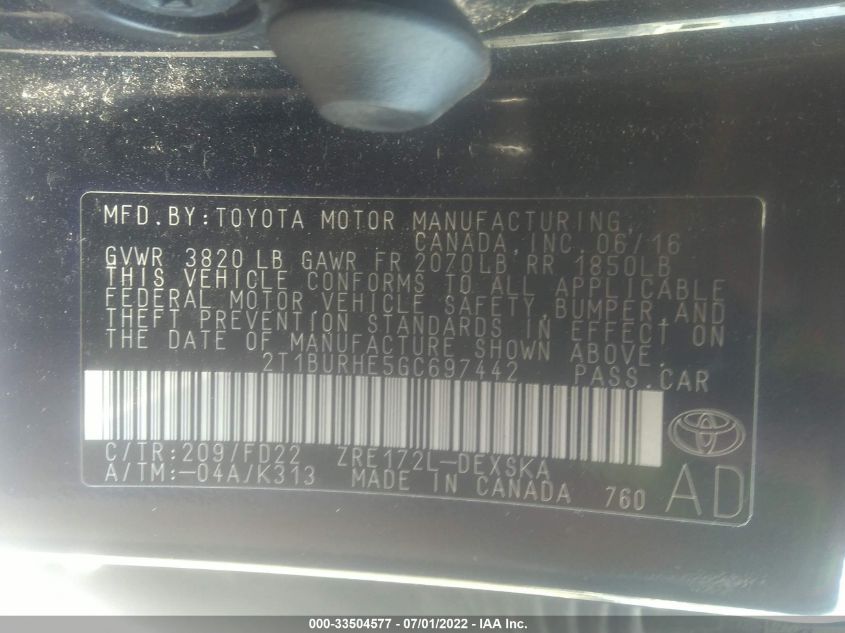 MFD.BY:TOYOTA MOTOR MANUFACTURING,
CANADA,INC. 06/16
GVWR 3820 LB GAWR FR 2070LB, RR 1850LB
THIS VEHICLE CONFORMS TO ALL APPLICABLE
FEDERAL MOTOR VEHICLE SAFETY,BUMPER,AND
THEFT PREVENTION STANDARDS IN EFFECT ON
THE DATE OF MANUFACTURE SHOWN ABOVE.
2T1BURHE5GC697442 PASS.CAR
C/TR:209/FD22 ZRE172L-DEXSKA
A/TM:-04A/K313 MADE IN CANADA 760
AD
000-33504577 - 07/01/2022 - IAA Inc.